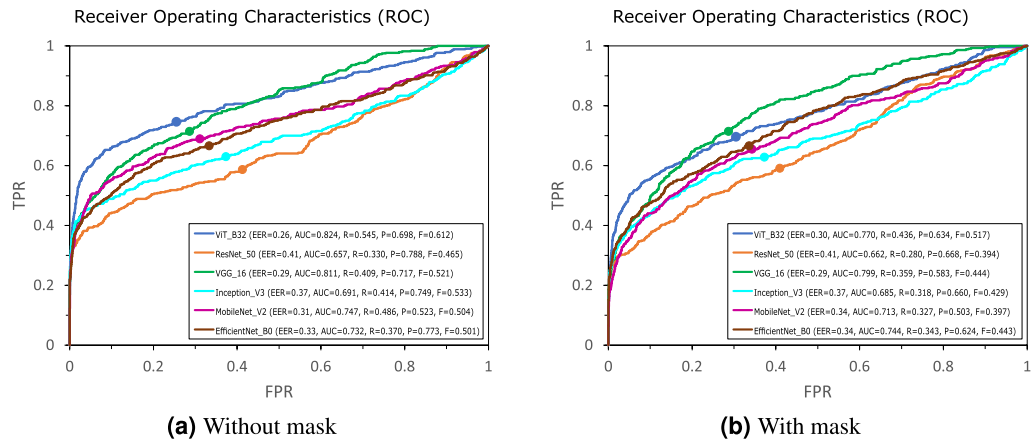 Receiver Operating Characteristics (ROC)
1
0.8
0.6
0.4
0.2
0
TPR
ViT_B32 (EER=0.26, AUC=0.824, R=0.545, P=0.698, F=0.612)
ResNet_50 (EER=0.41, AUC=0.657, R=0.330, P=0.788, F=0.465)
VGG_16 (EER=0.29, AUC=0.811, R=0.409, P=0.717, F=0.521)
Inception_V3 (EER=0.37, AUC=0.691, R=0.414, P=0.749, F=0.533)
MobileNet_V2 (EER=0.31, AUC=0.747, R=0.486, P=0.523, F=0.504)
EfficientNet_B0 (EER=0.33, AUC=0.732, R=0.370, P=0.773, F=0.501)
0 0.2 0.4 0.6 0.8 1
FPR
(a) Without mask
Receiver Operating Characteristics (ROC)
1
0.8
0.6
0.4
0.2
0
TPR
ViT_B32 (EER=0.30, AUC=0.770, R=0.436, P=0.634, F=0.517)
ResNet_50 (EER=0.41, AUC=0.662, R=0.280, P=0.668, F=0.394)
VGG_16 (EER=0.29, AUC=0.799, R=0.359, P=0.583, F=0.444)
Inception_V3 (EER=0.37, AUC=0.685, R=0.318, P=0.660, F=0.429)
MobileNet_V2 (EER=0.34, AUC=0.713, R=0.327, P=0.503, F=0.397)
EfficientNet_B0 (EER=0.34, AUC=0.744, R=0.343, P=0.624, F=0.443)
0 0.2 0.4 0.6 0.8 1
FPR
(b) With mask